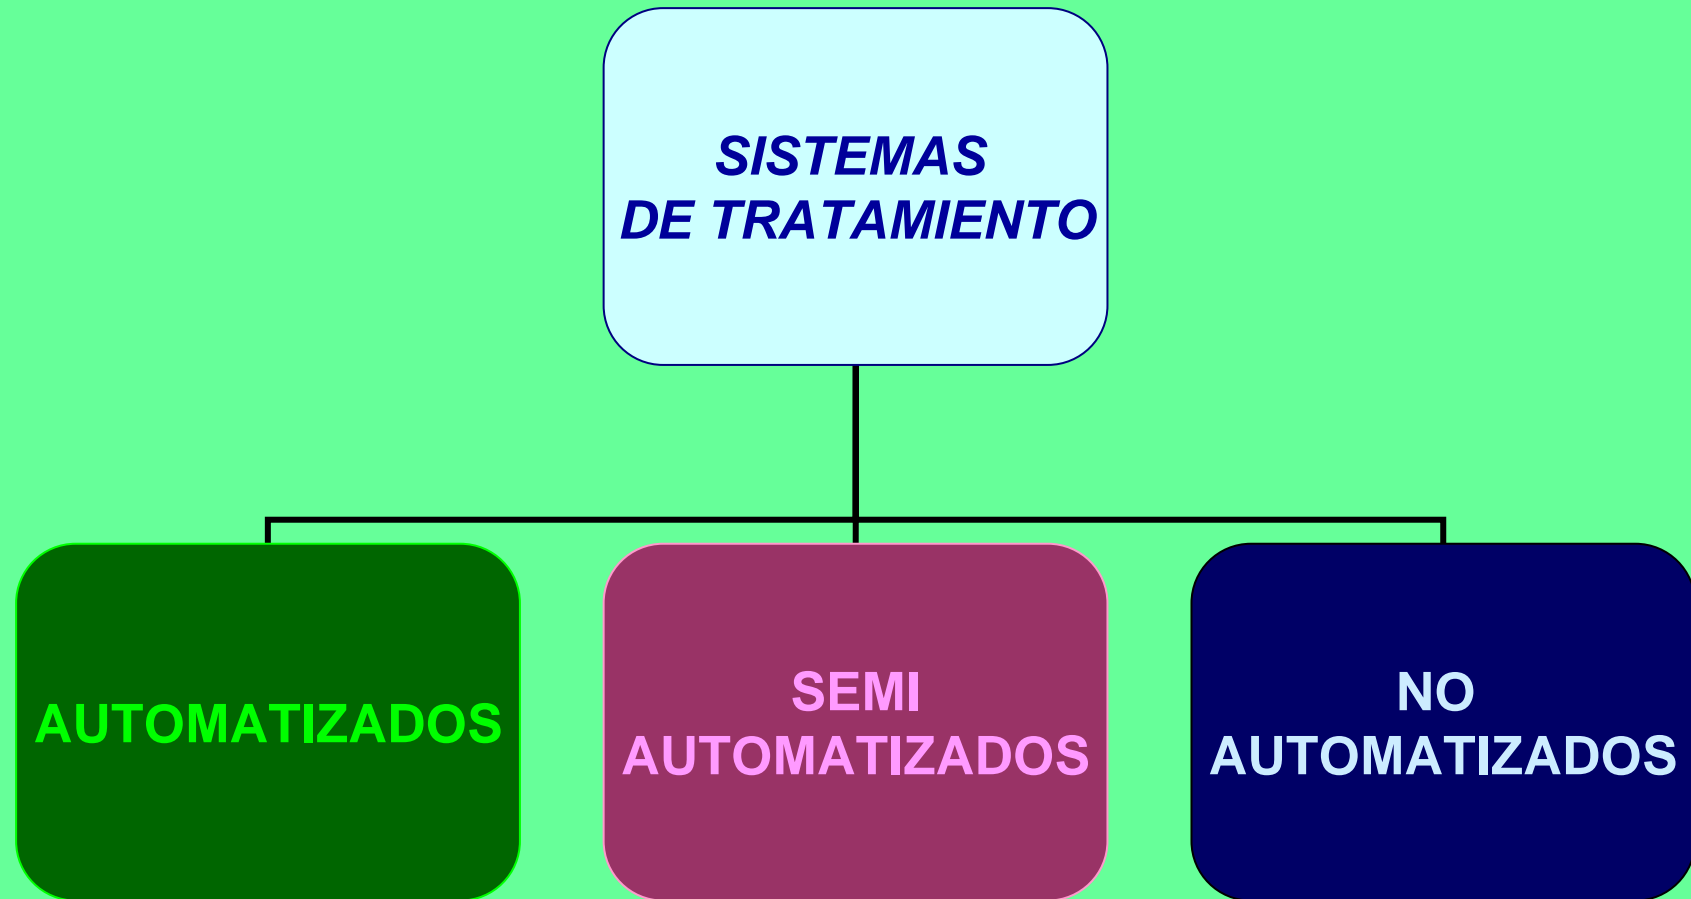 SISTEMAS
DE TRATAMIENTO
AUTOMATIZADOS
SEMI
AUTOMATIZADOS
NO
AUTOMATIZADOS